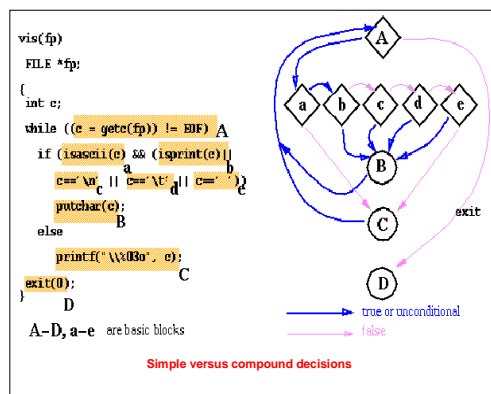 vis(fp)
FILE *fp;
{
int c;
while ((c = getc(fp)) != EOF) A
if (isascii(c) && (isprint(c)||
a b
c=='\n' || c=='\t' || c==' '))
c d e
putchar(c);
B
else
printf("\\%03o", c);
C
exit(0);
} D
A-D, a-e are basic blocks
A
a b c d e
B
C
exit
D
true or unconditional
false
Simple versus compound decisions